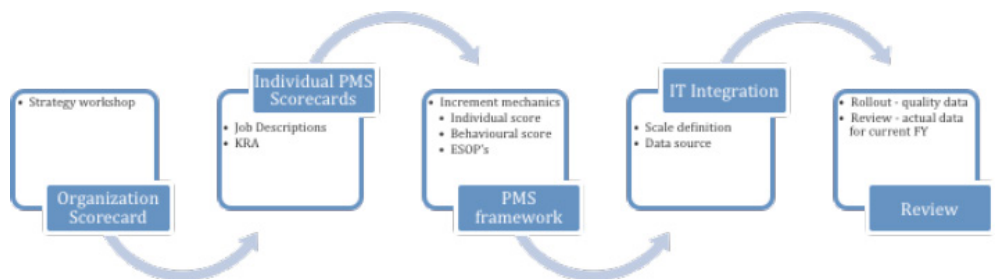 • Strategy workshop
Organization
Scorecard
Individual PMS
Scorecards
• Job Descriptions
• KRA
• Increment mechanics
• Individual score
• Behavioural score
• ESOP's
PMS
framework
IT Integration
• Scale definition
• Data source
• Rollout - quality data
• Review - actual data
for current FY
Review